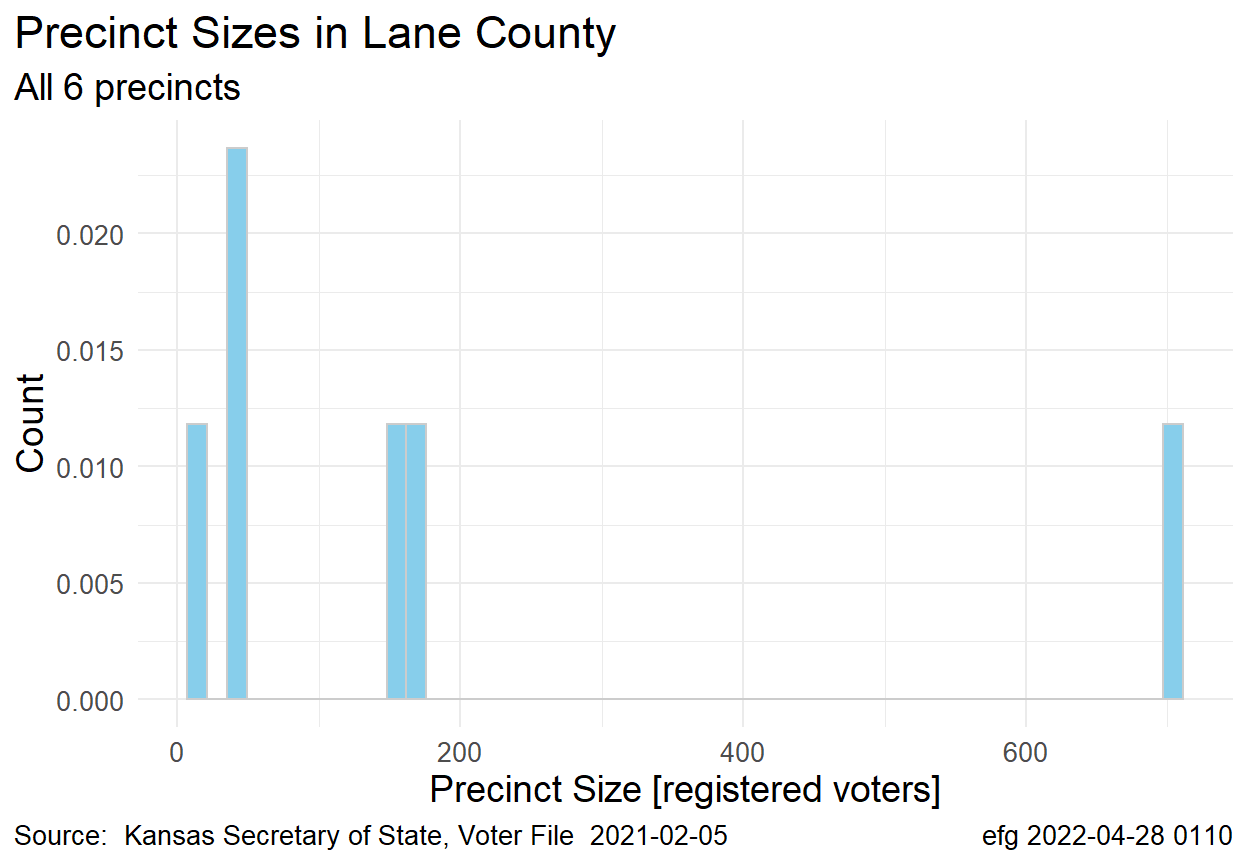 Precinct Sizes in Lane County
All 6 precincts
0.020
0.015
0.010
0.005
0.000
Count
0 200 400 600
Precinct Size [registered voters]
Source:  Kansas Secretary of State, Voter File  2021-02-05 efg 2022-04-28 0110